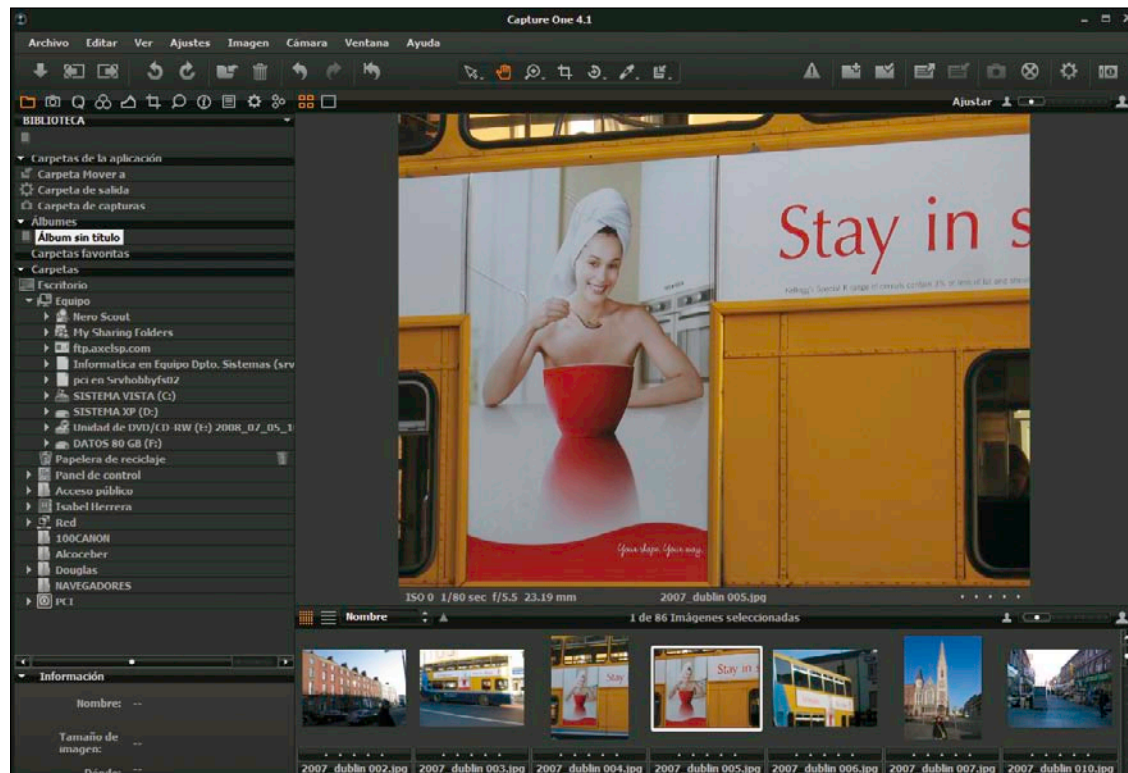 Capture One 4.1
Archivo Editar Ver Ajustes Imagen Cámara Ventana Ayuda
Ajustar
BIBLIOTECA
Carpetas de la aplicación
Carpeta Mover a
Carpeta de salida
Carpeta de capturas
Álbumes
Álbum sin título
Carpetas favoritas
Carpetas
Escritorio
Equipo
Nero Scout
My Sharing Folders
ftp.axelsp.com
Informatica en Equipo Dpto. Sistemas (srv
pci en Srvhobbyfs02
SISTEMA VISTA (C:)
SISTEMA XP (D:)
Unidad de DVD/CD-RW (E:) 2008_07_05_1
DATOS 80 GB (F:)
Papelera de reciclaje
Panel de control
Acceso público
Isabel Herrera
Red
100CANON
Alcoceber
Douglas
NAVEGADORES
PCI
Información
Nombre: --
Tamaño de imagen: --
Stay in s
Your shape. Your way.
ISO 0 1/80 sec f/5.5 23.19 mm 2007_dublin 005.jpg
Nombre 1 de 86 Imágenes seleccionadas
Stay
Stay in s
2007_dublin 002.jpg 2007_dublin 003.jpg 2007_dublin 004.jpg 2007_dublin 005.jpg 2007_dublin 006.jpg 2007_dublin 007.jpg 2007_dublin 010.jpg